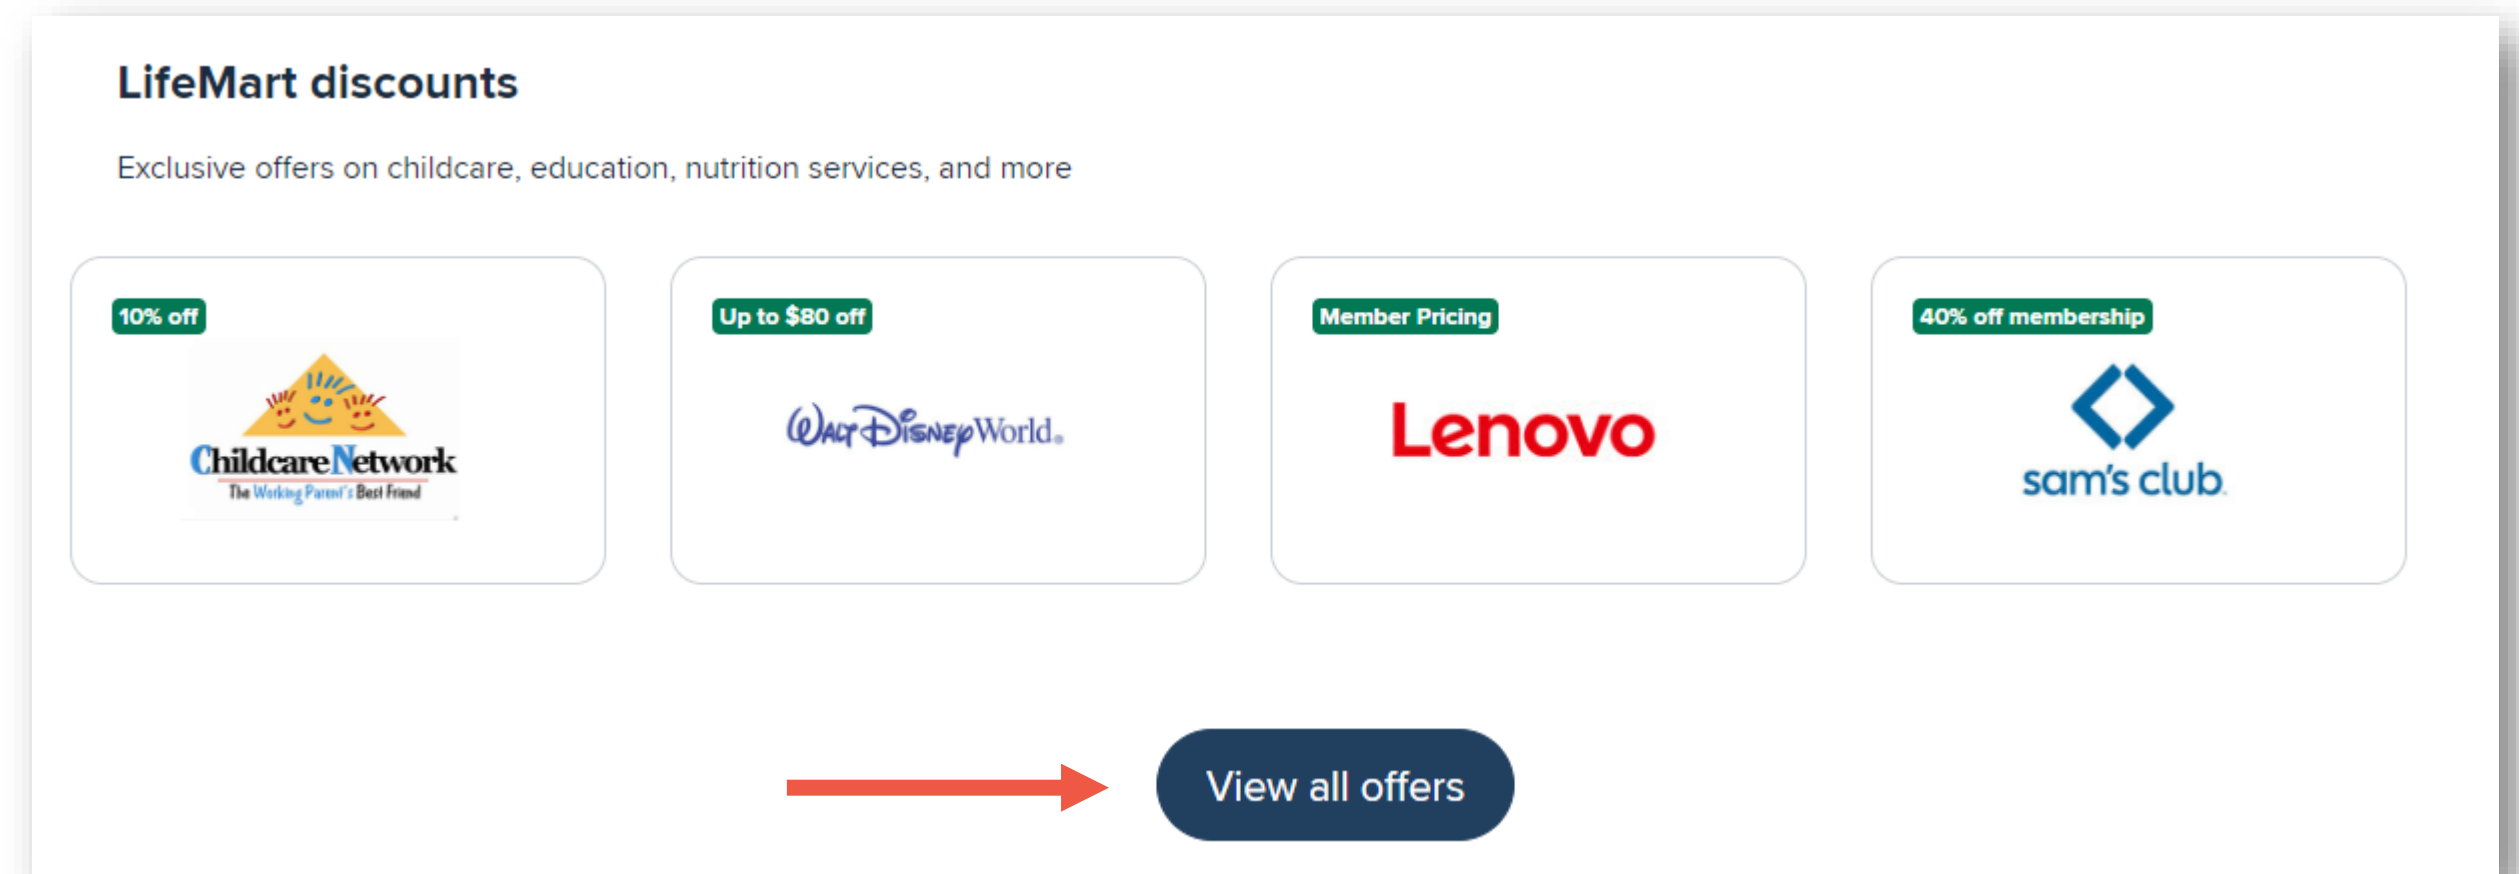 LifeMart discounts
Exclusive offers on childcare, education, nutrition services, and more
10% off
Childcare Network
The Working Parent's Best Friend
Up to $80 off
Walt Disney World
Member Pricing
Lenovo
40% off membership
sam's club
View all offers